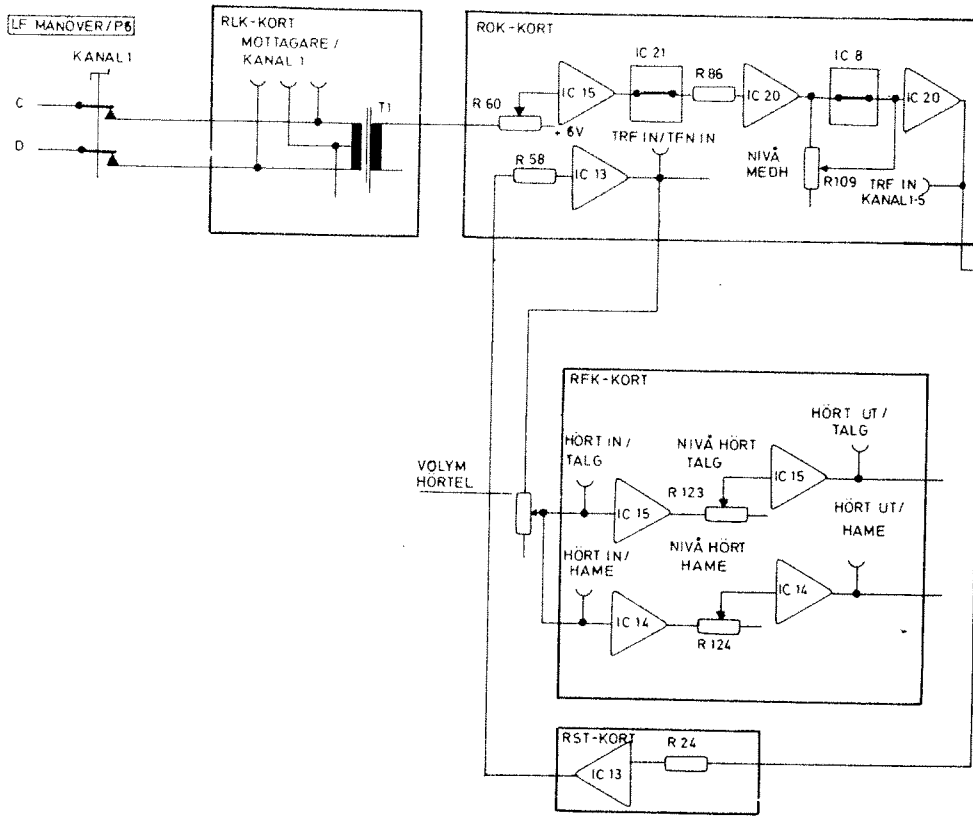 LF MANÖVER/P6
KANAL 1
C
D
RLK-KORT
MOTTAGARE /
KANAL 1
T1
ROK-KORT
R 60
IC 15
+ 6V
IC 21
R 86
IC 20
IC 8
IC 20
R 58
IC 13
TRF IN/TFN IN
NIVÅ
MEDH
R109
TRF IN
KANAL 1-5
RFK-KORT
VOLYM
HÖRTEL
HÖRT IN/
TALG
IC 15
R 123
NIVÅ HÖRT
TALG
IC 15
HÖRT UT/
TALG
HÖRT IN/
HAME
IC 14
NIVÅ HÖRT
HAME
R 124
IC 14
HÖRT UT/
HAME
RST-KORT
IC 13
R 24